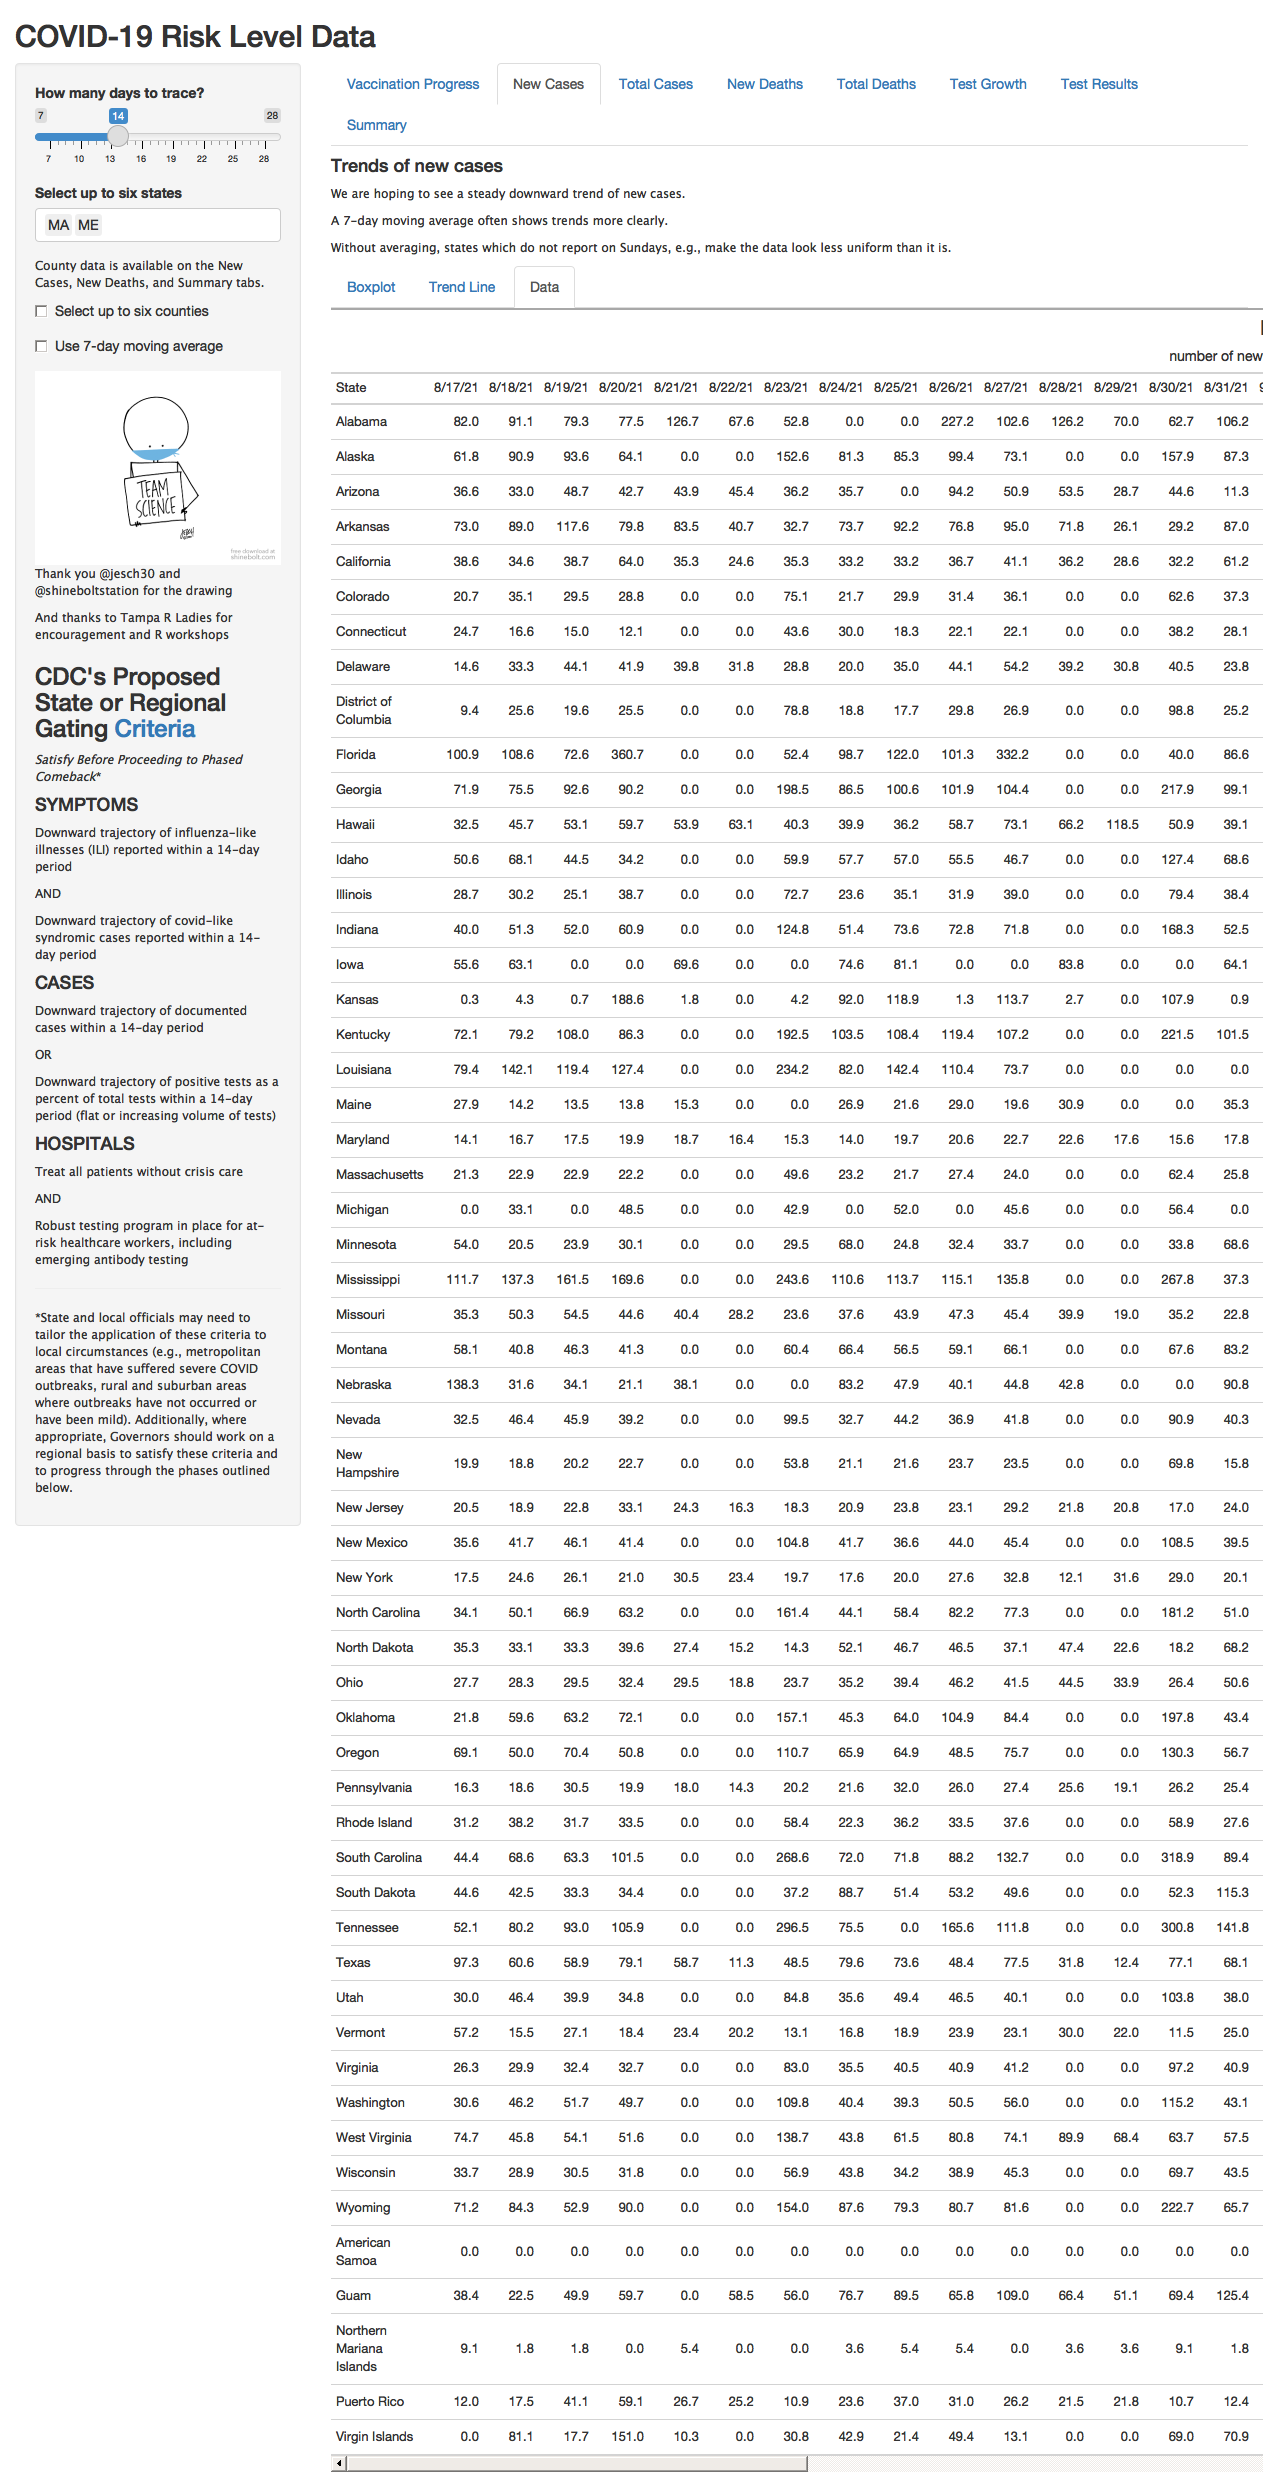 COVID-19 Risk Level Data
How many days to trace?
7 14 28
7 10 13 16 19 22 25 28
Select up to six states
MA ME
County data is available on the New
Cases, New Deaths, and Summary tabs.
Select up to six counties
Use 7-day moving average
TEAM
SCIENCE
free download at
shinebolt.com
Thank you @jesch30 and
@shineboltstation for the drawing
And thanks to Tampa R Ladies for
encouragement and R workshops
CDC's Proposed
State or Regional
Gating Criteria
Satisfy Before Proceeding to Phased
Comeback*
SYMPTOMS
Downward trajectory of influenza-like
illnesses (ILI) reported within a 14-day
period
AND
Downward trajectory of covid-like
syndromic cases reported within a 14-
day period
CASES
Downward trajectory of documented
cases within a 14-day period
OR
Downward trajectory of positive tests as a
percent of total tests within a 14-day
period (flat or increasing volume of tests)
HOSPITALS
Treat all patients without crisis care
AND
Robust testing program in place for at-
risk healthcare workers, including
emerging antibody testing
*State and local officials may need to
tailor the application of these criteria to
local circumstances (e.g., metropolitan
areas that have suffered severe COVID
outbreaks, rural and suburban areas
where outbreaks have not occurred or
have been mild). Additionally, where
appropriate, Governors should work on a
regional basis to satisfy these criteria and
to progress through the phases outlined
below.
Vaccination Progress New Cases Total Cases New Deaths Total Deaths Test Growth Test Results
Summary
Trends of new cases
We are hoping to see a steady downward trend of new cases.
A 7-day moving average often shows trends more clearly.
Without averaging, states which do not report on Sundays, e.g., make the data look less uniform than it is.
Boxplot Trend Line Data
number of new
State 8/17/21 8/18/21 8/19/21 8/20/21 8/21/21 8/22/21 8/23/21 8/24/21 8/25/21 8/26/21 8/27/21 8/28/21 8/29/21 8/30/21 8/31/21
Alabama 82.0 91.1 79.3 77.5 126.7 67.6 52.8 0.0 0.0 227.2 102.6 126.2 70.0 62.7 106.2
Alaska 61.8 90.9 93.6 64.1 0.0 0.0 152.6 81.3 85.3 99.4 73.1 0.0 0.0 157.9 87.3
Arizona 36.6 33.0 48.7 42.7 43.9 45.4 36.2 35.7 0.0 94.2 50.9 53.5 28.7 44.6 11.3
Arkansas 73.0 89.0 117.6 79.8 83.5 40.7 32.7 73.7 92.2 76.8 95.0 71.8 26.1 29.2 87.0
California 38.6 34.6 38.7 64.0 35.3 24.6 35.3 33.2 33.2 36.7 41.1 36.2 28.6 32.2 61.2
Colorado 20.7 35.1 29.5 28.8 0.0 0.0 75.1 21.7 29.9 31.4 36.1 0.0 0.0 62.6 37.3
Connecticut 24.7 16.6 15.0 12.1 0.0 0.0 43.6 30.0 18.3 22.1 22.1 0.0 0.0 38.2 28.1
Delaware 14.6 33.3 44.1 41.9 39.8 31.8 28.8 20.0 35.0 44.1 54.2 39.2 30.8 40.5 23.8
District of
Columbia 9.4 25.6 19.6 25.5 0.0 0.0 78.8 18.8 17.7 29.8 26.9 0.0 0.0 98.8 25.2
Florida 100.9 108.6 72.6 360.7 0.0 0.0 52.4 98.7 122.0 101.3 332.2 0.0 0.0 40.0 86.6
Georgia 71.9 75.5 92.6 90.2 0.0 0.0 198.5 86.5 100.6 101.9 104.4 0.0 0.0 217.9 99.1
Hawaii 32.5 45.7 53.1 59.7 53.9 63.1 40.3 39.9 36.2 58.7 73.1 66.2 118.5 50.9 39.1
Idaho 50.6 68.1 44.5 34.2 0.0 0.0 59.9 57.7 57.0 55.5 46.7 0.0 0.0 127.4 68.6
Illinois 28.7 30.2 25.1 38.7 0.0 0.0 72.7 23.6 35.1 31.9 39.0 0.0 0.0 79.4 38.4
Indiana 40.0 51.3 52.0 60.9 0.0 0.0 124.8 51.4 73.6 72.8 71.8 0.0 0.0 168.3 52.5
Iowa 55.6 63.1 0.0 0.0 69.6 0.0 0.0 74.6 81.1 0.0 0.0 83.8 0.0 0.0 64.1
Kansas 0.3 4.3 0.7 188.6 1.8 0.0 4.2 92.0 118.9 1.3 113.7 2.7 0.0 107.9 0.9
Kentucky 72.1 79.2 108.0 86.3 0.0 0.0 192.5 103.5 108.4 119.4 107.2 0.0 0.0 221.5 101.5
Louisiana 79.4 142.1 119.4 127.4 0.0 0.0 234.2 82.0 142.4 110.4 73.7 0.0 0.0 0.0 0.0
Maine 27.9 14.2 13.5 13.8 15.3 0.0 0.0 26.9 21.6 29.0 19.6 30.9 0.0 0.0 35.3
Maryland 14.1 16.7 17.5 19.9 18.7 16.4 15.3 14.0 19.7 20.6 22.7 22.6 17.6 15.6 17.8
Massachusetts 21.3 22.9 22.9 22.2 0.0 0.0 49.6 23.2 21.7 27.4 24.0 0.0 0.0 62.4 25.8
Michigan 0.0 33.1 0.0 48.5 0.0 0.0 42.9 0.0 52.0 0.0 45.6 0.0 0.0 56.4 0.0
Minnesota 54.0 20.5 23.9 30.1 0.0 0.0 29.5 68.0 24.8 32.4 33.7 0.0 0.0 33.8 68.6
Mississippi 111.7 137.3 161.5 169.6 0.0 0.0 243.6 110.6 113.7 115.1 135.8 0.0 0.0 267.8 37.3
Missouri 35.3 50.3 54.5 44.6 40.4 28.2 23.6 37.6 43.9 47.3 45.4 39.9 19.0 35.2 22.8
Montana 58.1 40.8 46.3 41.3 0.0 0.0 60.4 66.4 56.5 59.1 66.1 0.0 0.0 67.6 83.2
Nebraska 138.3 31.6 34.1 21.1 38.1 0.0 0.0 83.2 47.9 40.1 44.8 42.8 0.0 0.0 90.8
Nevada 32.5 46.4 45.9 39.2 0.0 0.0 99.5 32.7 44.2 36.9 41.8 0.0 0.0 90.9 40.3
New
Hampshire 19.9 18.8 20.2 22.7 0.0 0.0 53.8 21.1 21.6 23.7 23.5 0.0 0.0 69.8 15.8
New Jersey 20.5 18.9 22.8 33.1 24.3 16.3 18.3 20.9 23.8 23.1 29.2 21.8 20.8 17.0 24.0
New Mexico 35.6 41.7 46.1 41.4 0.0 0.0 104.8 41.7 36.6 44.0 45.4 0.0 0.0 108.5 39.5
New York 17.5 24.6 26.1 21.0 30.5 23.4 19.7 17.6 20.0 27.6 32.8 12.1 31.6 29.0 20.1
North Carolina 34.1 50.1 66.9 63.2 0.0 0.0 161.4 44.1 58.4 82.2 77.3 0.0 0.0 181.2 51.0
North Dakota 35.3 33.1 33.3 39.6 27.4 15.2 14.3 52.1 46.7 46.5 37.1 47.4 22.6 18.2 68.2
Ohio 27.7 28.3 29.5 32.4 29.5 18.8 23.7 35.2 39.4 46.2 41.5 44.5 33.9 26.4 50.6
Oklahoma 21.8 59.6 63.2 72.1 0.0 0.0 157.1 45.3 64.0 104.9 84.4 0.0 0.0 197.8 43.4
Oregon 69.1 50.0 70.4 50.8 0.0 0.0 110.7 65.9 64.9 48.5 75.7 0.0 0.0 130.3 56.7
Pennsylvania 16.3 18.6 30.5 19.9 18.0 14.3 20.2 21.6 32.0 26.0 27.4 25.6 19.1 26.2 25.4
Rhode Island 31.2 38.2 31.7 33.5 0.0 0.0 58.4 22.3 36.2 33.5 37.6 0.0 0.0 58.9 27.6
South Carolina 44.4 68.6 63.3 101.5 0.0 0.0 268.6 72.0 71.8 88.2 132.7 0.0 0.0 318.9 89.4
South Dakota 44.6 42.5 33.3 34.4 0.0 0.0 37.2 88.7 51.4 53.2 49.6 0.0 0.0 52.3 115.3
Tennessee 52.1 80.2 93.0 105.9 0.0 0.0 296.5 75.5 0.0 165.6 111.8 0.0 0.0 300.8 141.8
Texas 97.3 60.6 58.9 79.1 58.7 11.3 48.5 79.6 73.6 48.4 77.5 31.8 12.4 77.1 68.1
Utah 30.0 46.4 39.9 34.8 0.0 0.0 84.8 35.6 49.4 46.5 40.1 0.0 0.0 103.8 38.0
Vermont 57.2 15.5 27.1 18.4 23.4 20.2 13.1 16.8 18.9 23.9 23.1 30.0 22.0 11.5 25.0
Virginia 26.3 29.9 32.4 32.7 0.0 0.0 83.0 35.5 40.5 40.9 41.2 0.0 0.0 97.2 40.9
Washington 30.6 46.2 51.7 49.7 0.0 0.0 109.8 40.4 39.3 50.5 56.0 0.0 0.0 115.2 43.1
West Virginia 74.7 45.8 54.1 51.6 0.0 0.0 138.7 43.8 61.5 80.8 74.1 89.9 68.4 63.7 57.5
Wisconsin 33.7 28.9 30.5 31.8 0.0 0.0 56.9 43.8 34.2 38.9 45.3 0.0 0.0 69.7 43.5
Wyoming 71.2 84.3 52.9 90.0 0.0 0.0 154.0 87.6 79.3 80.7 81.6 0.0 0.0 222.7 65.7
American
Samoa 0.0 0.0 0.0 0.0 0.0 0.0 0.0 0.0 0.0 0.0 0.0 0.0 0.0 0.0 0.0
Guam 38.4 22.5 49.9 59.7 0.0 58.5 56.0 76.7 89.5 65.8 109.0 66.4 51.1 69.4 125.4
Northern
Mariana 9.1 1.8 1.8 0.0 5.4 0.0 0.0 3.6 5.4 5.4 0.0 3.6 3.6 9.1 1.8
Islands
Puerto Rico 12.0 17.5 41.1 59.1 26.7 25.2 10.9 23.6 37.0 31.0 26.2 21.5 21.8 10.7 12.4
Virgin Islands 0.0 81.1 17.7 151.0 10.3 0.0 30.8 42.9 21.4 49.4 13.1 0.0 0.0 69.0 70.9